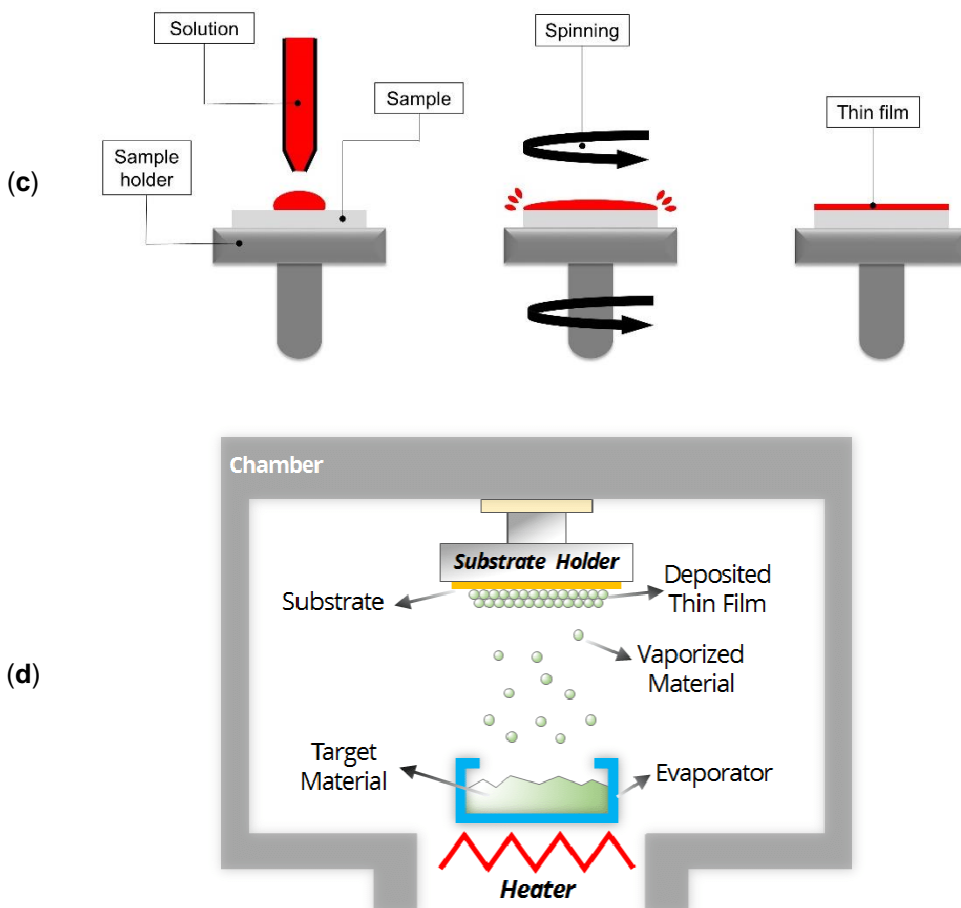 Solution
Spinning
Sample
Thin film
Sample
holder
(c)
Chamber
Substrate Holder
Substrate
Deposited
Thin Film
Vaporized
Material
(d)
Target
Material
Evaporator
Heater